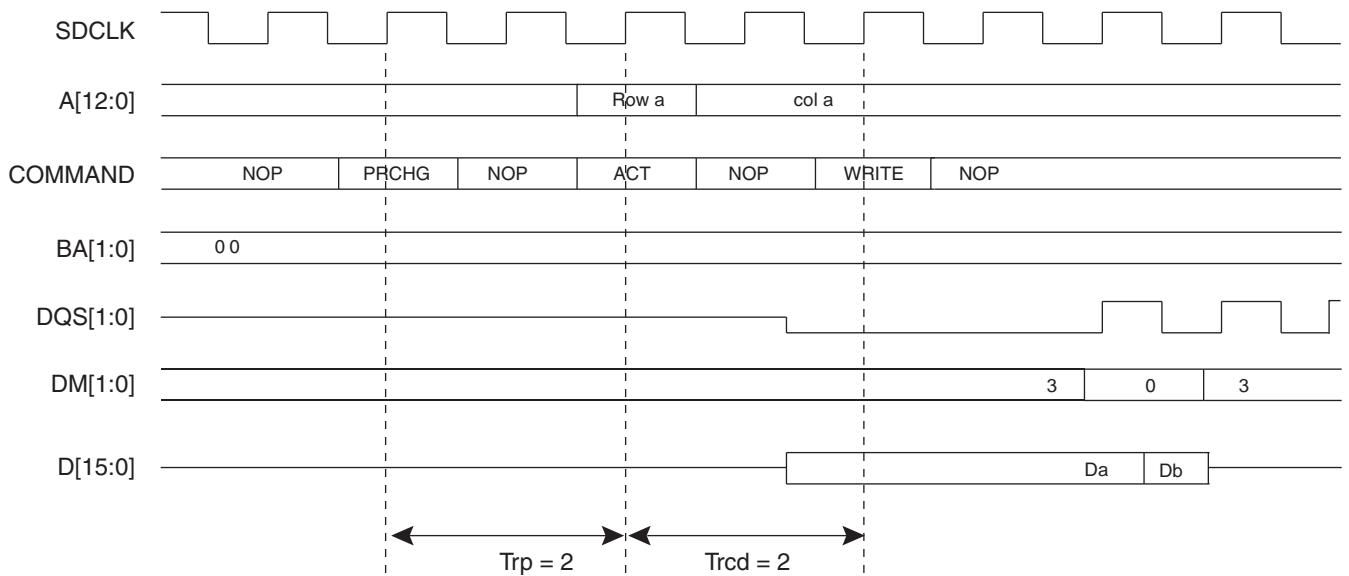 SDCLK
A[12:0] Row a col a
COMMAND NOP PRCHG NOP ACT NOP WRITE NOP
BA[1:0] 0 0
DQS[1:0]
DM[1:0] 3 0 3
D[15:0] Da Db
Trp = 2 Trcd = 2